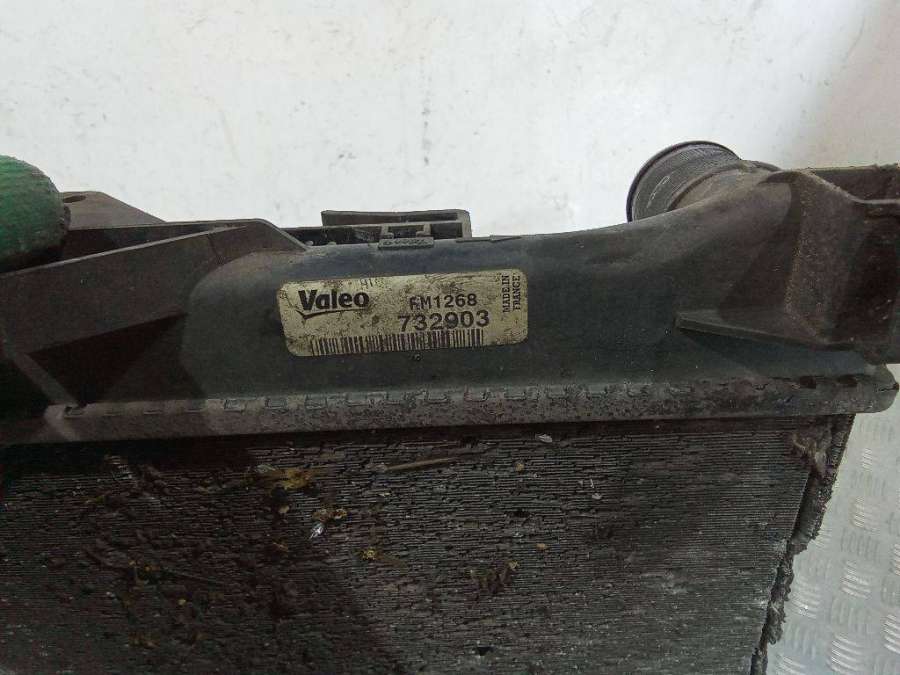 Valeo
FM1268
732903
MADE IN
FRANCE